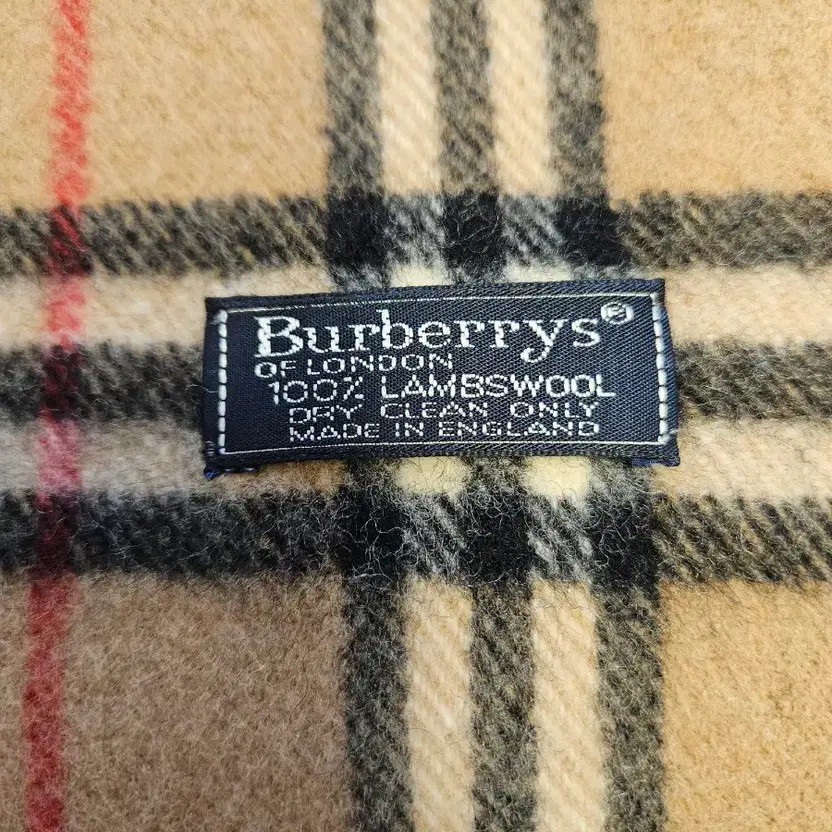 Burberrys®
OF LONDON
100% LAMBSWOOL
DRY CLEAN ONLY
MADE IN ENGLAND